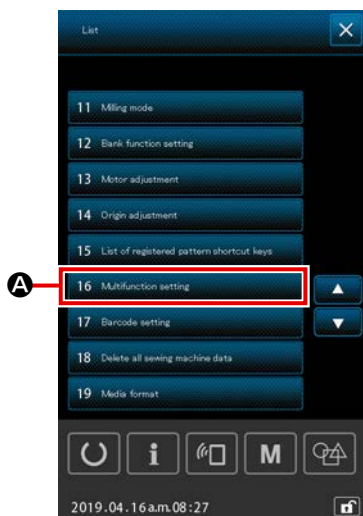 List
11 Milling mode
12 Bank function setting
13 Motor adjustment
14 Origin adjustment
15 List of registered pattern shortcut keys
A
16 Multifunction setting
17 Barcode setting
18 Delete all sewing machine data
19 Media format
M
2019.04.16 a.m.08:27